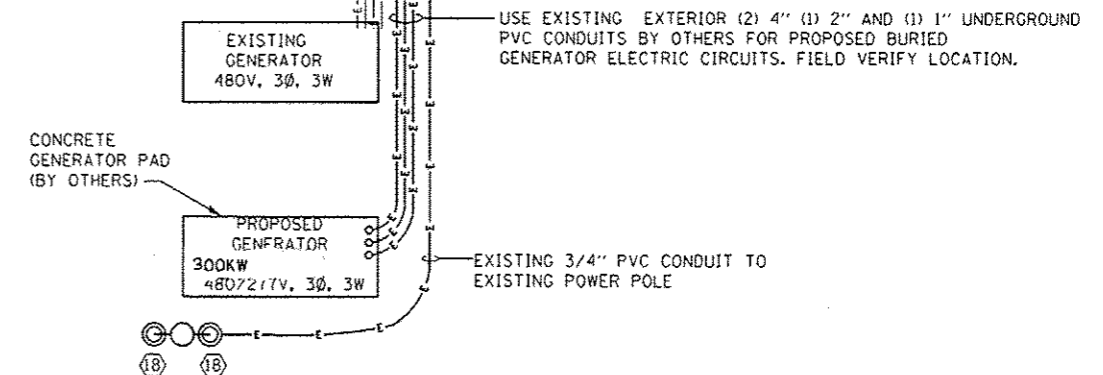 USE EXISTING EXTERIOR (2) 4" (1) 2" AND (1) 1" UNDERGROUND
PVC CONDUITS BY OTHERS FOR PROPOSED BURIED
GENERATOR ELECTRIC CIRCUITS. FIELD VERIFY LOCATION.
EXISTING
GENERATOR
480V, 3Ø, 3W
CONCRETE
GENERATOR PAD
(BY OTHERS)
PROPOSED
GENERATOR
300KW
480/277V, 3Ø, 3W
EXISTING 3/4" PVC CONDUIT TO
EXISTING POWER POLE
E E E
18 18